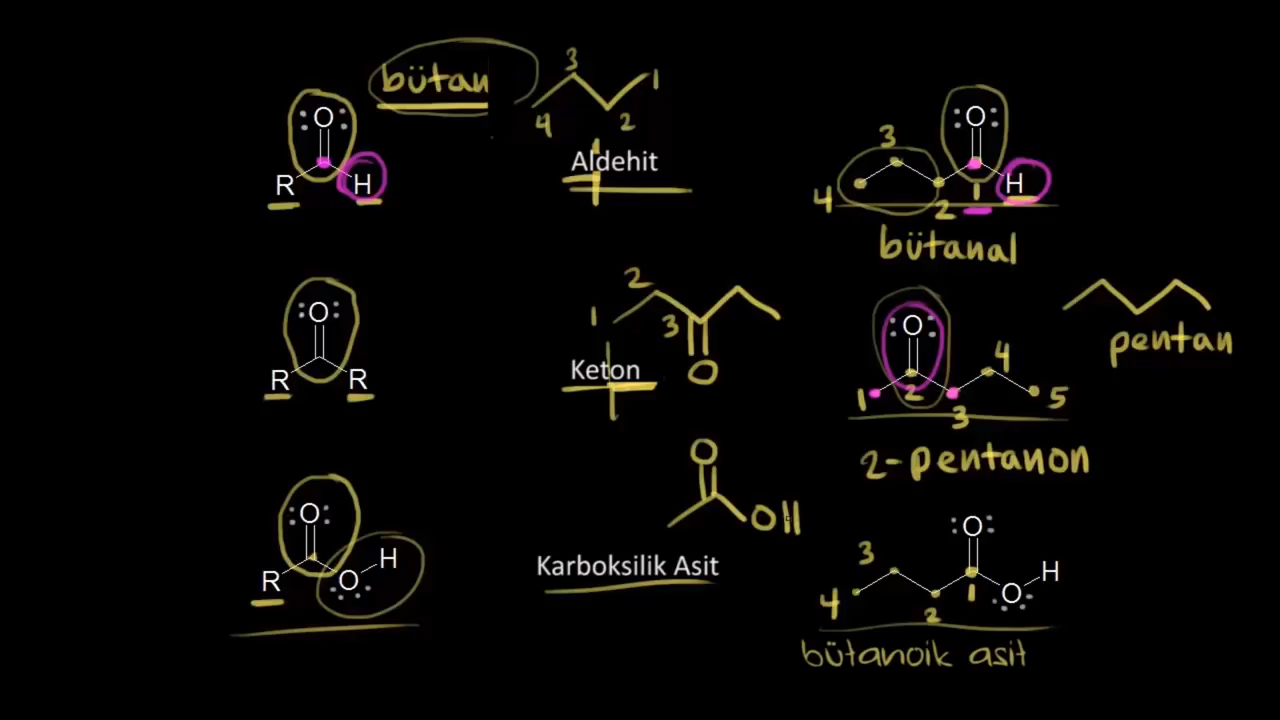 bütan
3
1
4
2
Aldehit
O
R
H
O
3
H
4
2
1
bütanal
2
1
3
O
Keton
O
R
R
O
4
1
2
3
5
pentan
2-pentanon
O
OH
O
H
R
O
Karboksilik Asit
O
3
H
4
1
O
2
bütanoik asit